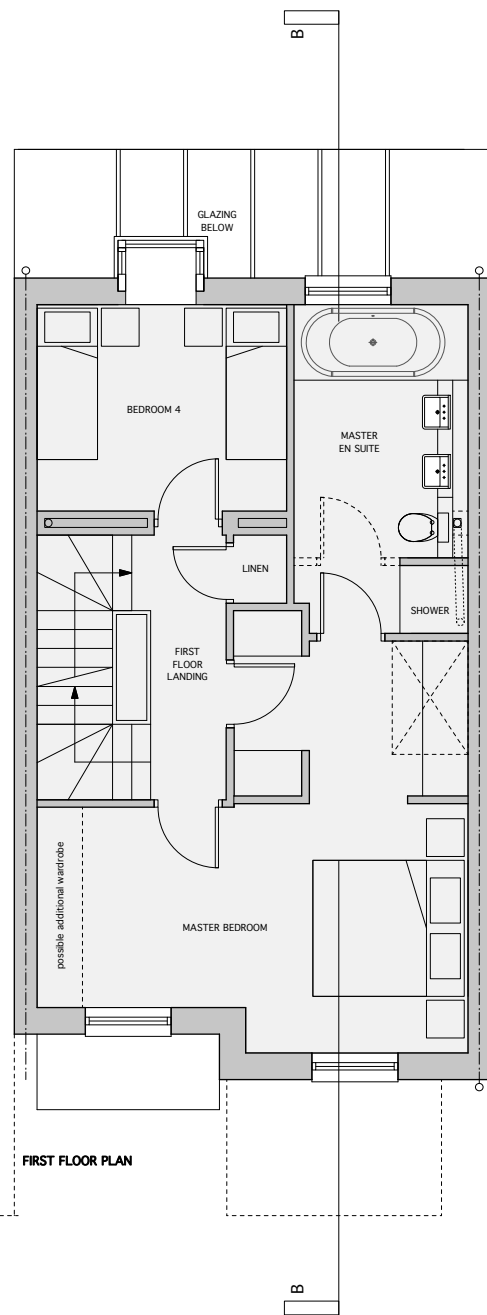 B
GLAZING
BELOW
BEDROOM 4
MASTER
EN SUITE
LINEN
SHOWER
FIRST
FLOOR
LANDING
possible additional wardrobe
MASTER BEDROOM
FIRST FLOOR PLAN
B